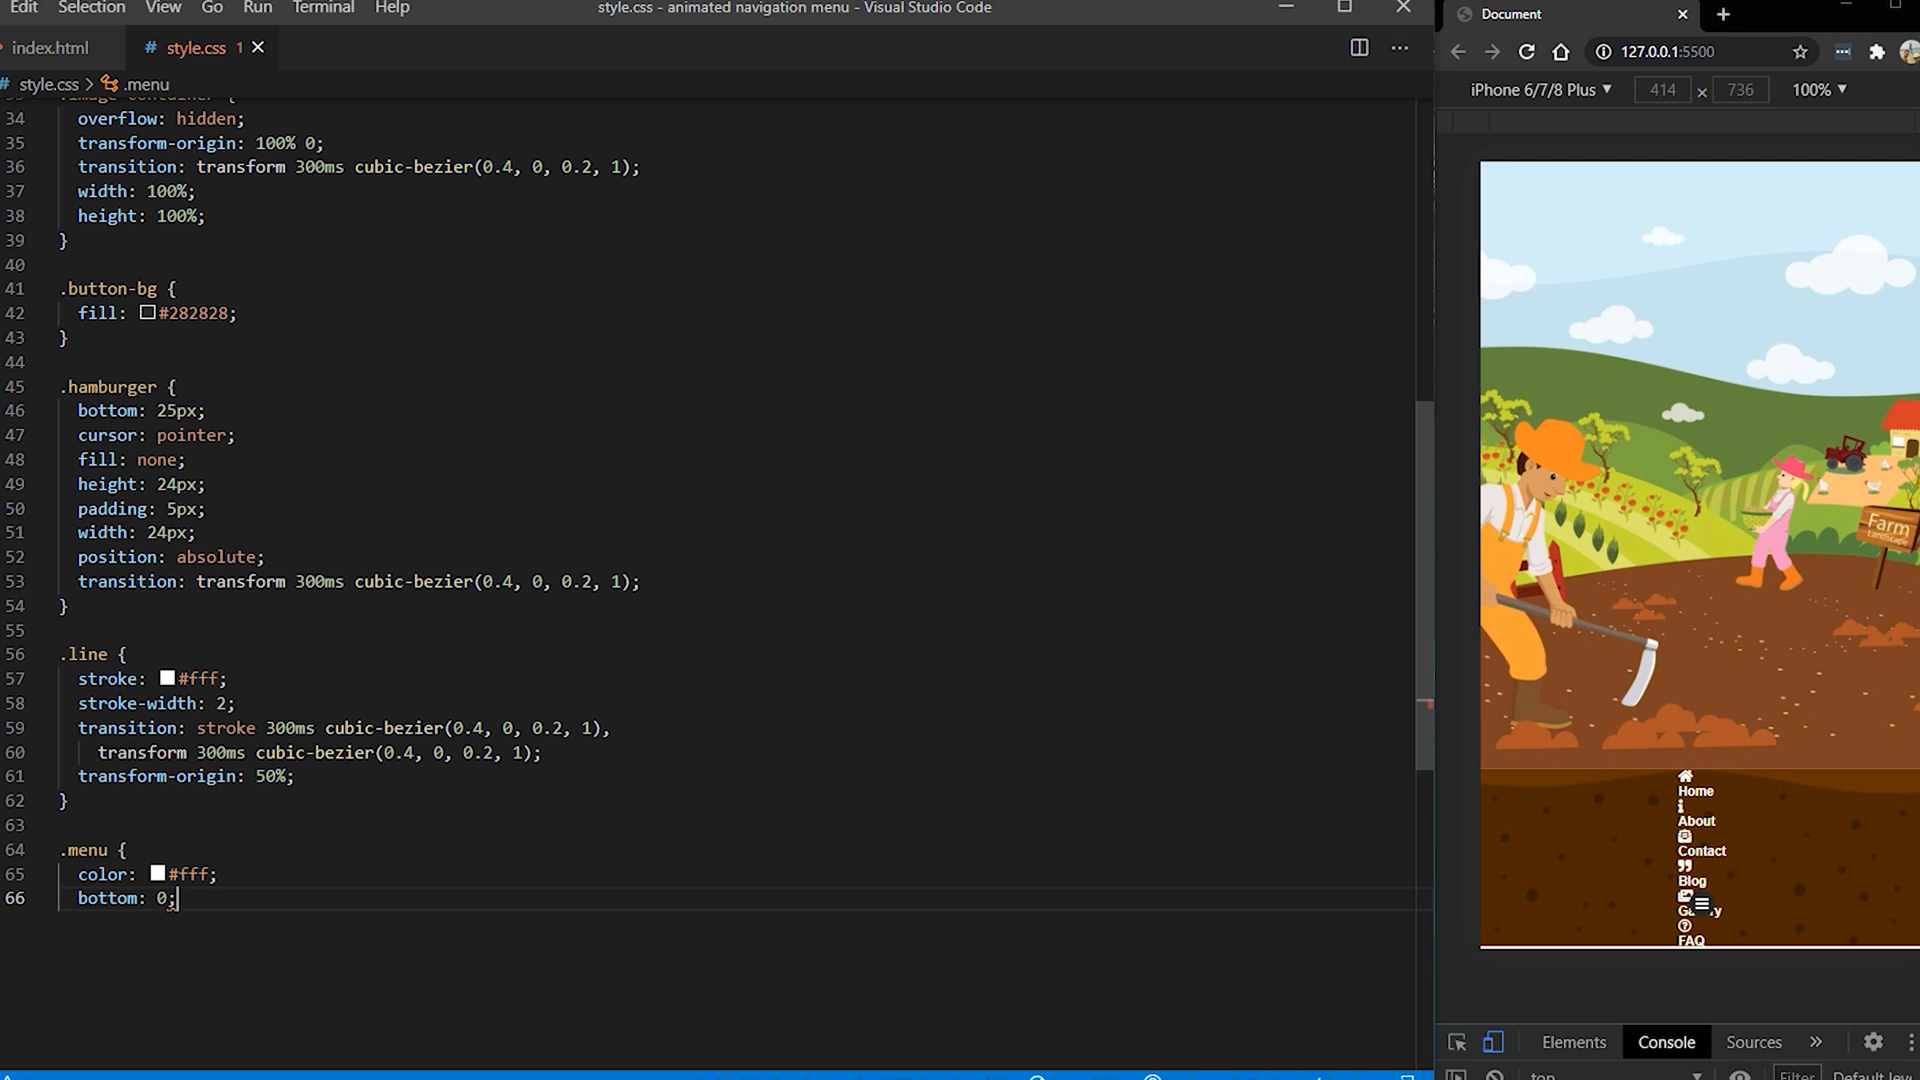 Edit Selection View Go Run Terminal Help
style.css - animated navigation menu - Visual Studio Code
index.html
# style.css 1
# style.css > .menu
34 overflow: hidden;
35 transform-origin: 100% 0;
36 transition: transform 300ms cubic-bezier(0.4, 0, 0.2, 1);
37 width: 100%;
38 height: 100%;
39 }
40
41 .button-bg {
42 fill: #282828;
43 }
44
45 .hamburger {
46 bottom: 25px;
47 cursor: pointer;
48 fill: none;
49 height: 24px;
50 padding: 5px;
51 width: 24px;
52 position: absolute;
53 transition: transform 300ms cubic-bezier(0.4, 0, 0.2, 1);
54 }
55
56 .line {
57 stroke: #fff;
58 stroke-width: 2;
59 transition: stroke 300ms cubic-bezier(0.4, 0, 0.2, 1),
60 transform 300ms cubic-bezier(0.4, 0, 0.2, 1);
61 transform-origin: 50%;
62 }
63
64 .menu {
65 color: #fff;
66 bottom: 0;
Document
127.0.0.1:5500
iPhone 6/7/8 Plus 414 × 736 100%
Farm
Landscape
Home
About
Contact
Blog
FAQ
Elements Console Sources »
top Filter